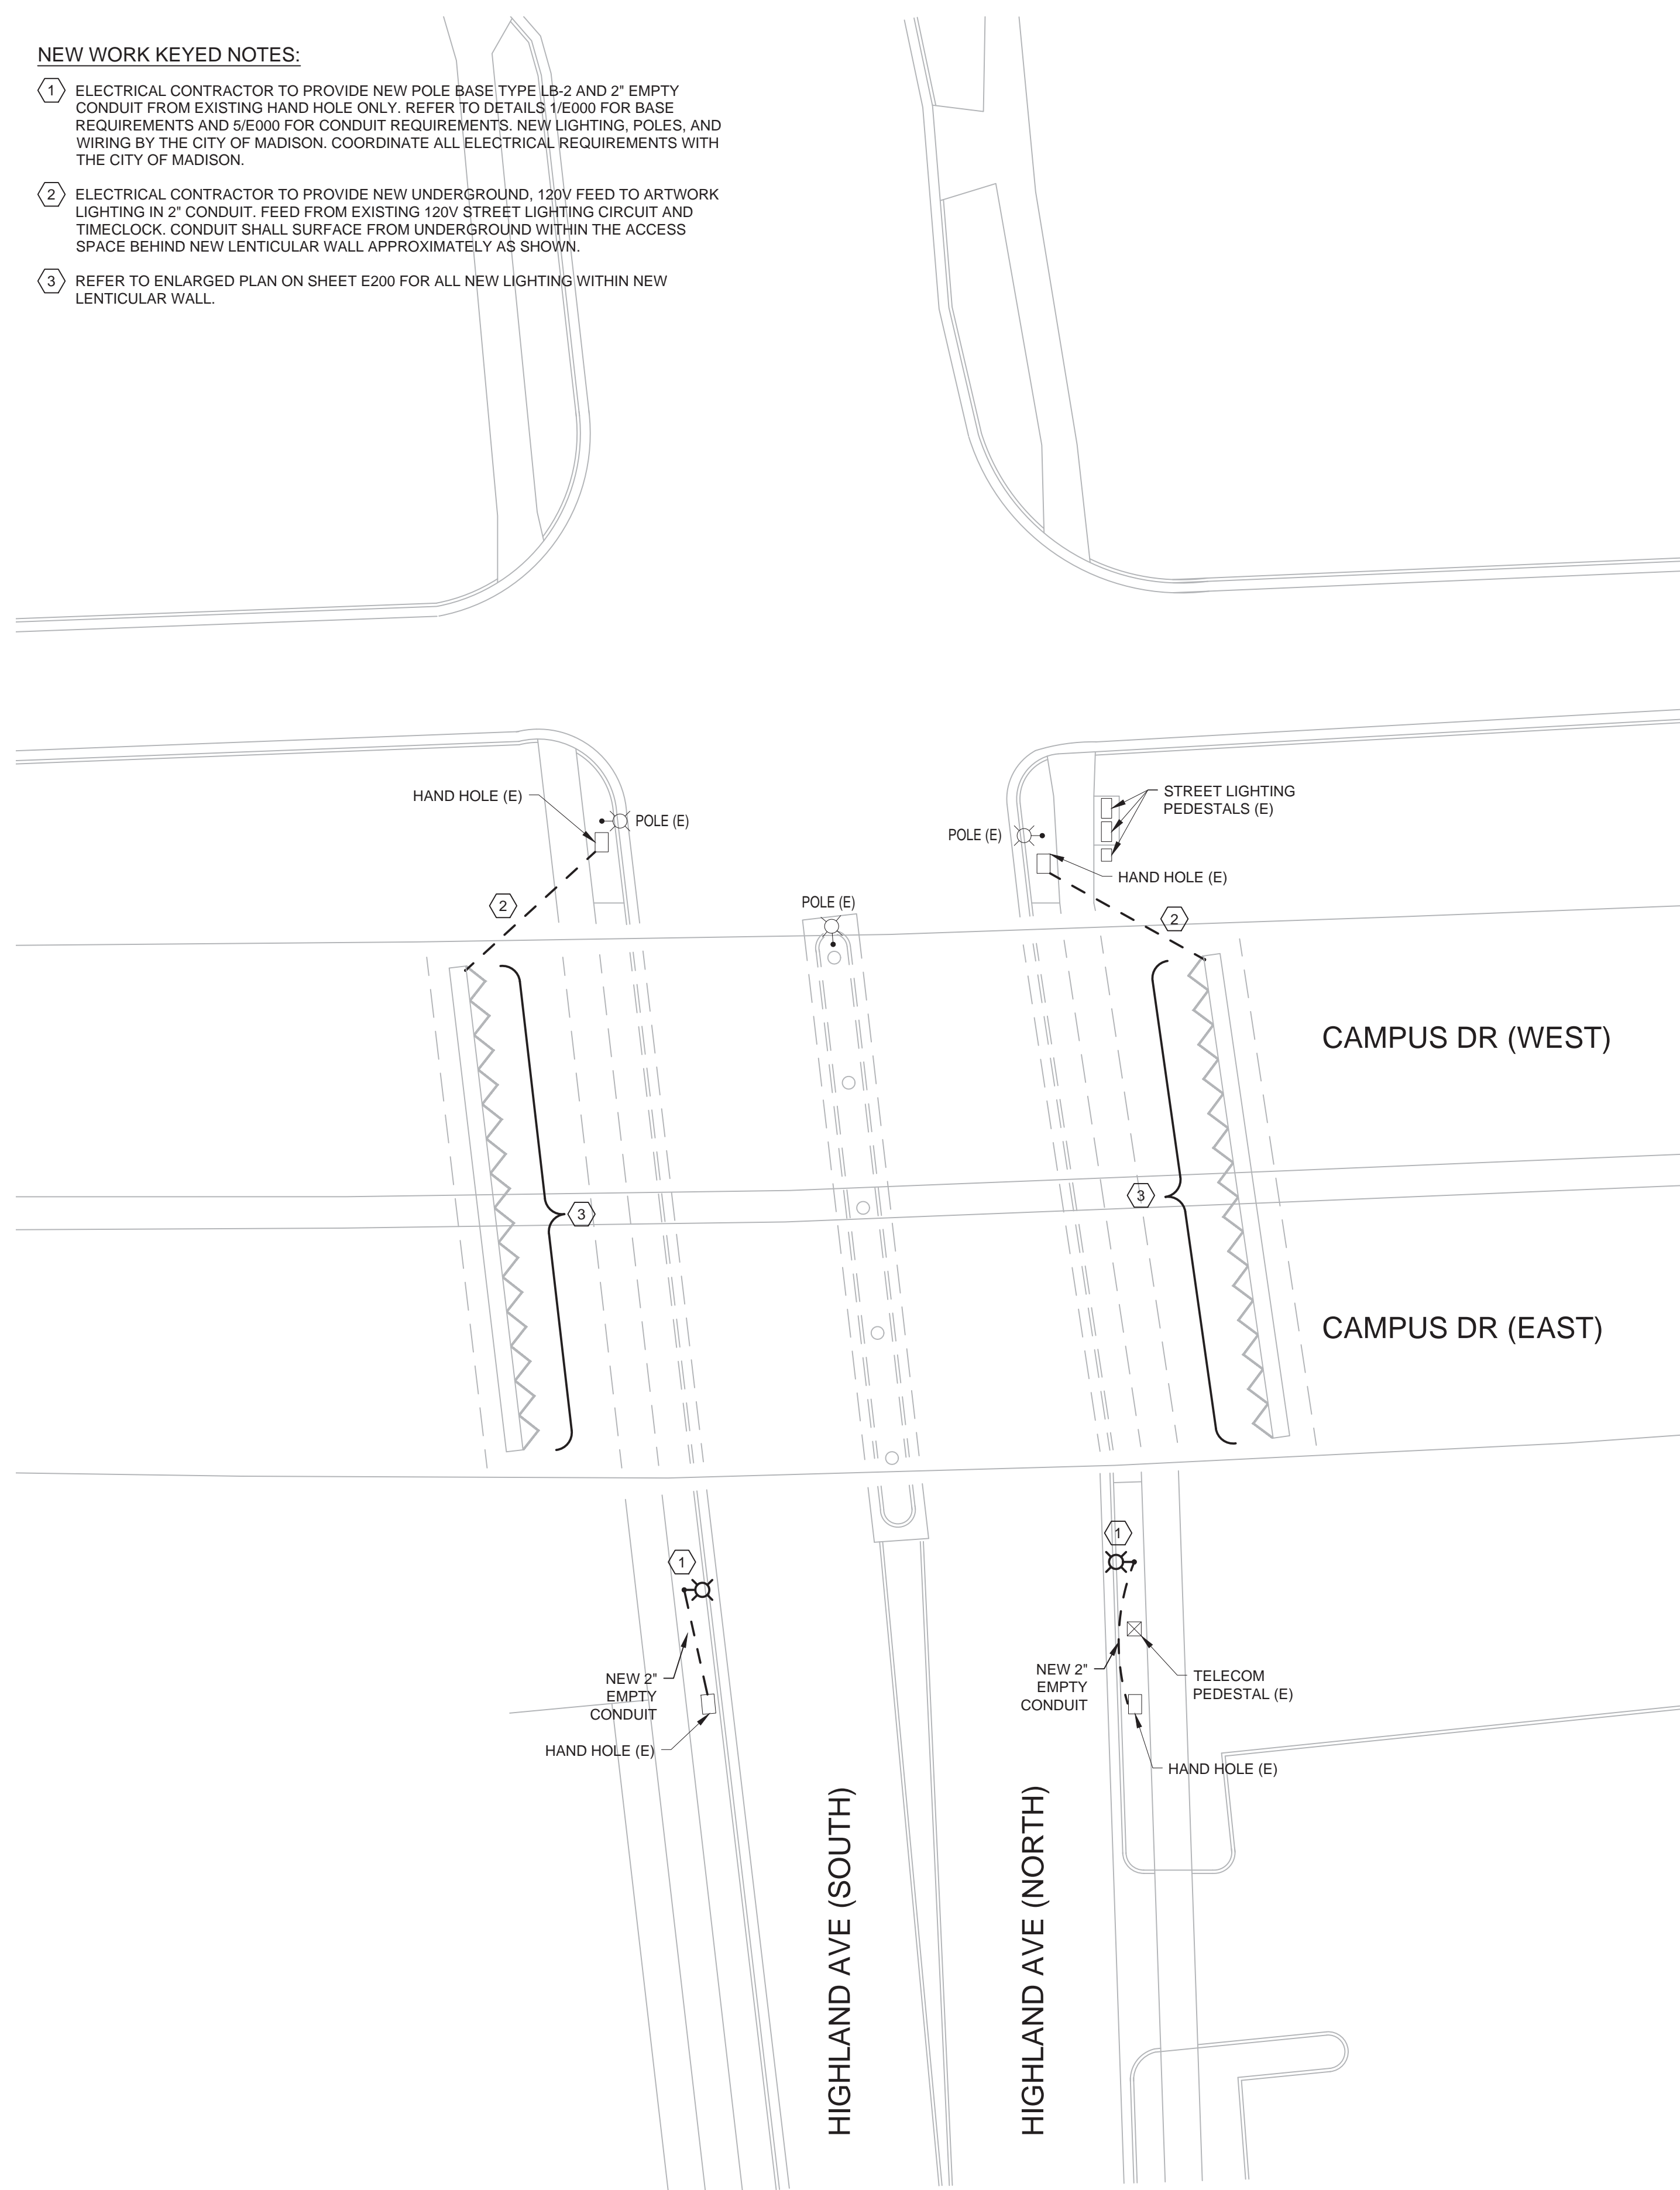 NEW WORK KEYED NOTES:
1 ELECTRICAL CONTRACTOR TO PROVIDE NEW POLE BASE TYPE LB-2 AND 2" EMPTY
CONDUIT FROM EXISTING HAND HOLE ONLY. REFER TO DETAILS 1/E000 FOR BASE
REQUIREMENTS AND 5/E000 FOR CONDUIT REQUIREMENTS. NEW LIGHTING, POLES, AND
WIRING BY THE CITY OF MADISON. COORDINATE ALL ELECTRICAL REQUIREMENTS WITH
THE CITY OF MADISON.
2 ELECTRICAL CONTRACTOR TO PROVIDE NEW UNDERGROUND, 120V FEED TO ARTWORK
LIGHTING IN 2" CONDUIT. FEED FROM EXISTING 120V STREET LIGHTING CIRCUIT AND
TIMECLOCK. CONDUIT SHALL SURFACE FROM UNDERGROUND WITHIN THE ACCESS
SPACE BEHIND NEW LENTICULAR WALL APPROXIMATELY AS SHOWN.
3 REFER TO ENLARGED PLAN ON SHEET E200 FOR ALL NEW LIGHTING WITHIN NEW
LENTICULAR WALL.
HAND HOLE (E)
POLE (E)
STREET LIGHTING
PEDESTALS (E)
POLE (E)
HAND HOLE (E)
2
POLE (E)
2
CAMPUS DR (WEST)
3
3
CAMPUS DR (EAST)
1
1
NEW 2"
EMPTY
CONDUIT
HAND HOLE (E)
NEW 2"
EMPTY
CONDUIT
TELECOM
PEDESTAL (E)
HAND HOLE (E)
HIGHLAND AVE (SOUTH)
HIGHLAND AVE (NORTH)